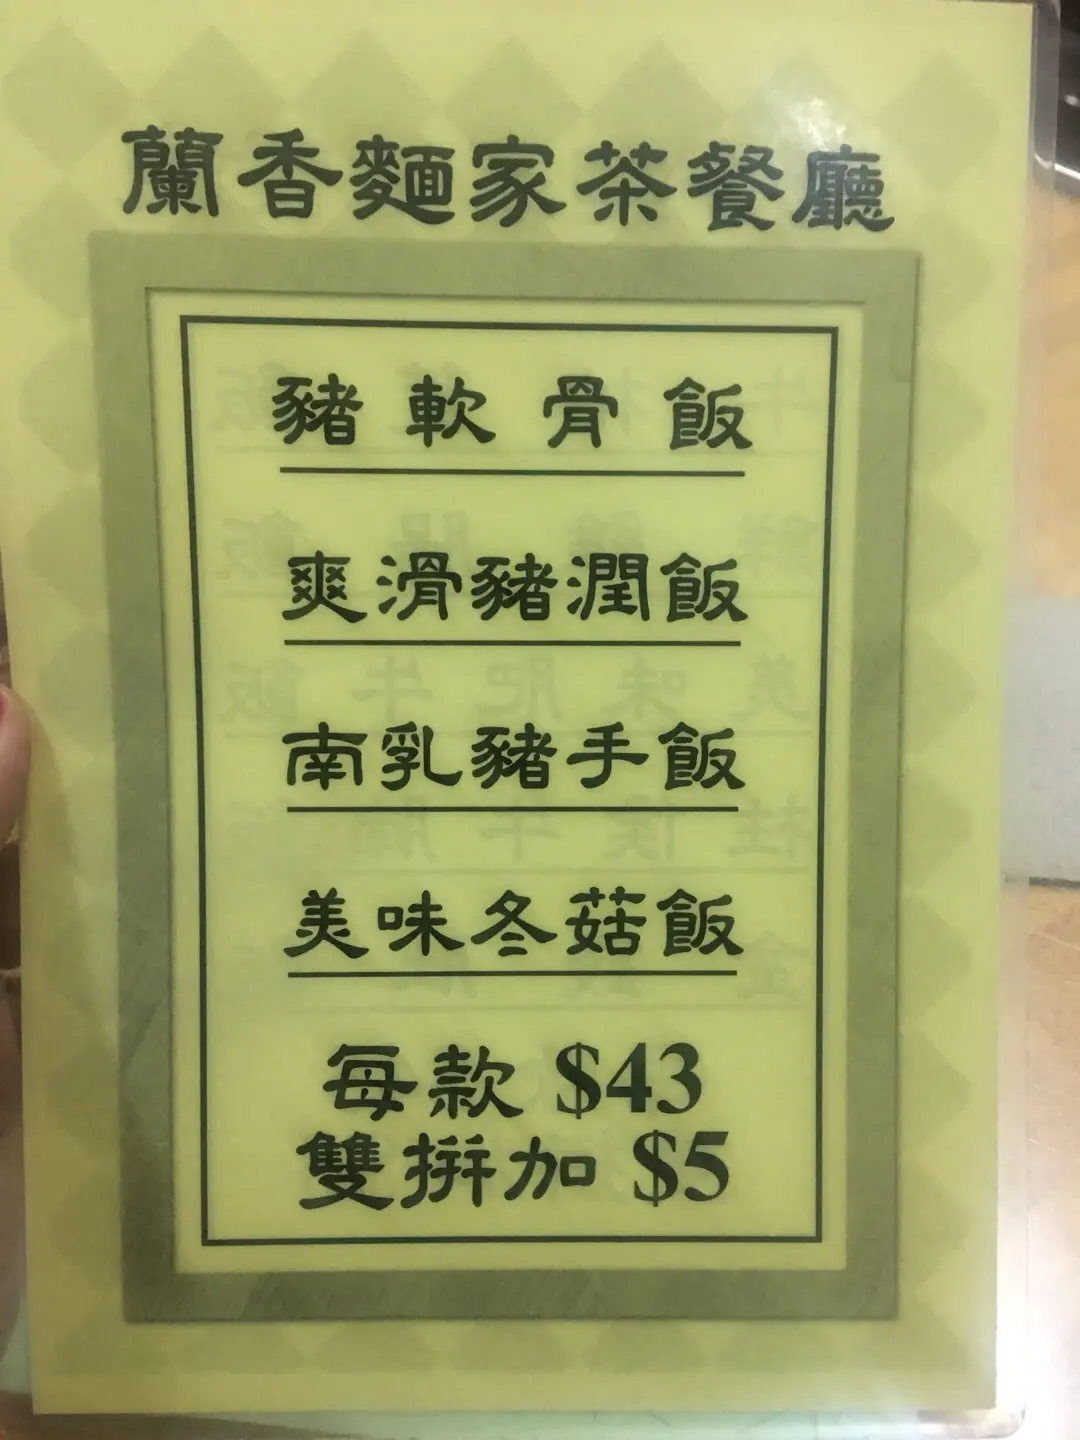 蘭香麵家茶餐廳
豬軟骨飯
爽滑豬潤飯
南乳豬手飯
美味冬菇飯
每款 $43
雙拼加 $5